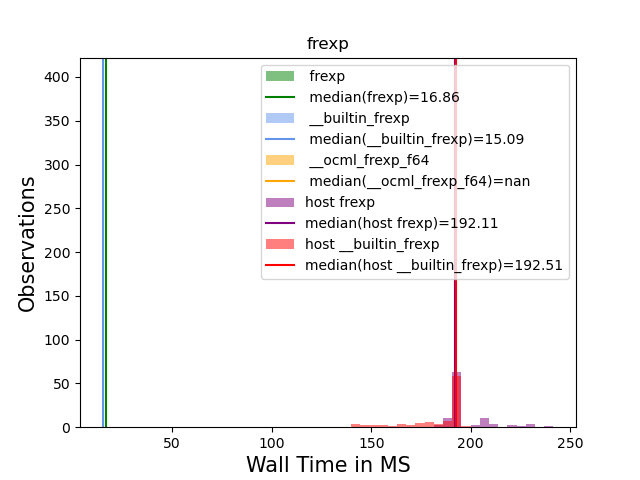 frexp
Observations
400
350
300
250
200
150
100
50
0
frexp
median(frexp)=16.86
__builtin_frexp
median(__builtin_frexp)=15.09
__ocml_frexp_f64
median(__ocml_frexp_f64)=nan
host frexp
median(host frexp)=192.11
host __builtin_frexp
median(host __builtin_frexp)=192.51
50
100
150
200
250
Wall Time in MS